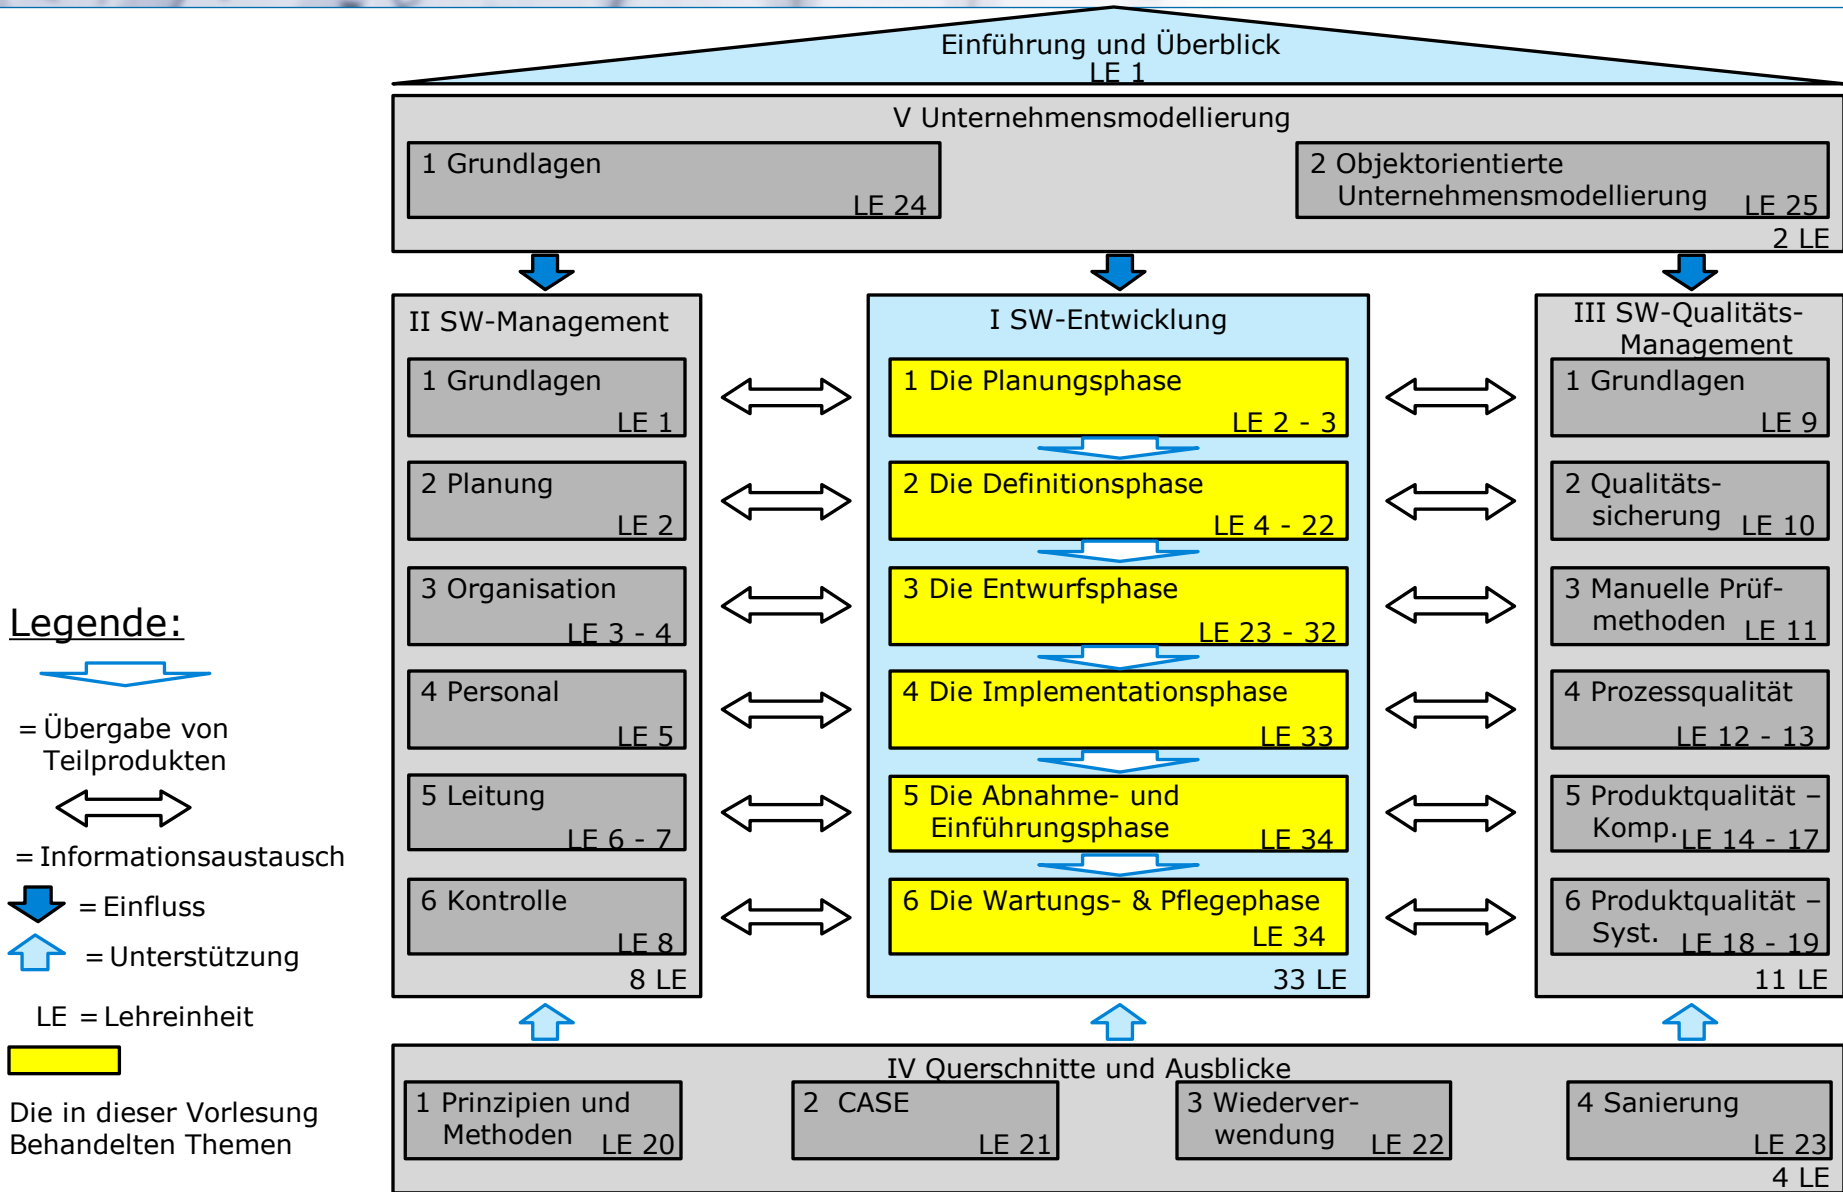 Einführung und Überblick
LE 1
V Unternehmensmodellierung
1 Grundlagen
LE 24
2 Objektorientierte
Unternehmensmodellierung
LE 25
2 LE
II SW-Management
1 Grundlagen
LE 1
2 Planung
LE 2
3 Organisation
LE 3 - 4
4 Personal
LE 5
5 Leitung
LE 6 - 7
6 Kontrolle
LE 8
8 LE
I SW-Entwicklung
1 Die Planungsphase
LE 2 - 3
2 Die Definitionsphase
LE 4 - 22
3 Die Entwurfsphase
LE 23 - 32
4 Die Implementationsphase
LE 33
5 Die Abnahme- und
Einführungsphase
LE 34
6 Die Wartungs- & Pflegephase
LE 34
33 LE
III SW-Qualitäts-
Management
1 Grundlagen
LE 9
2 Qualitäts-
sicherung LE 10
3 Manuelle Prüf-
methoden LE 11
4 Prozessqualität
LE 12 - 13
5 Produktqualität –
Komp. LE 14 - 17
6 Produktqualität –
Syst. LE 18 - 19
11 LE
IV Querschnitte und Ausblicke
1 Prinzipien und
Methoden LE 20
2 CASE
LE 21
3 Wiederver-
wendung LE 22
4 Sanierung
LE 23
4 LE
Legende:
= Übergabe von
Teilprodukten
= Informationsaustausch
= Einfluss
= Unterstützung
LE = Lehreinheit
Die in dieser Vorlesung
Behandelten Themen